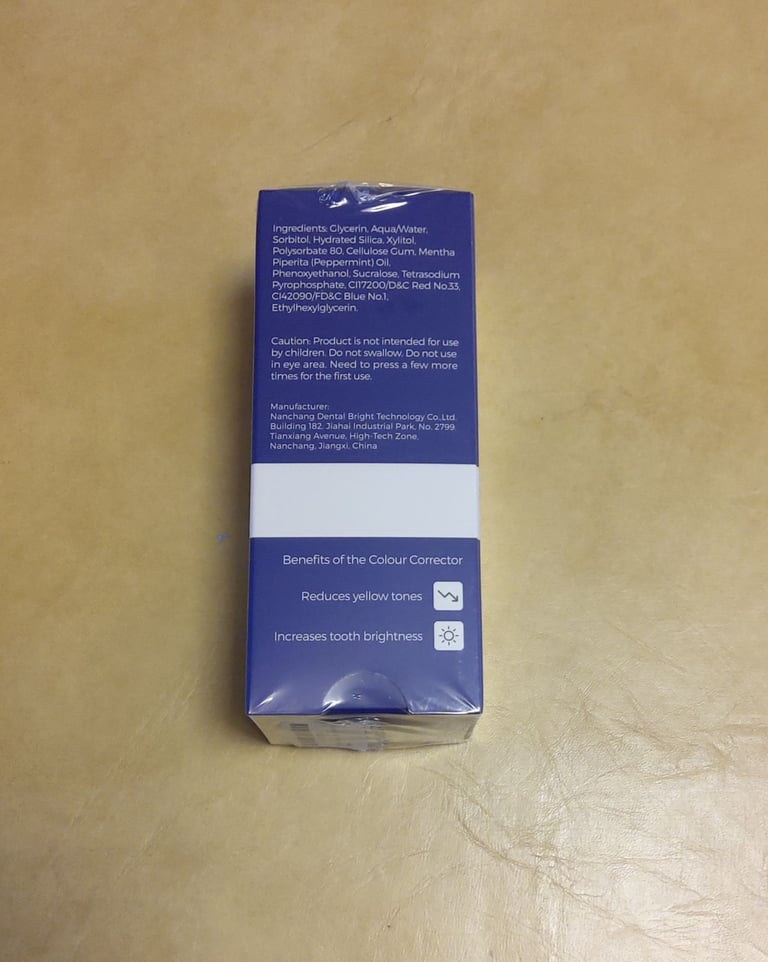 Ingredients: Glycerin, Aqua/Water,
Sorbitol, Hydrated Silica, Xylitol,
Polysorbate 80, Cellulose Gum, Mentha
Piperita (Peppermint) Oil,
Phenoxyethanol, Sucralose, Tetrasodium
Pyrophosphate, CI17200/D&C Red No.33,
CI42090/FD&C Blue No.1,
Ethylhexylglycerin.
Caution: Product is not intended for use
by children. Do not swallow. Do not use
in eye area. Need to press a few more
times for the first use.
Manufacturer:
Nanchang Dental Bright Technology Co.,Ltd.
Building 182, Jiahai Industrial Park, No. 2799,
Tianxiang Avenue, High-Tech Zone,
Nanchang, Jiangxi, China
Benefits of the Colour Corrector
Reduces yellow tones
Increases tooth brightness